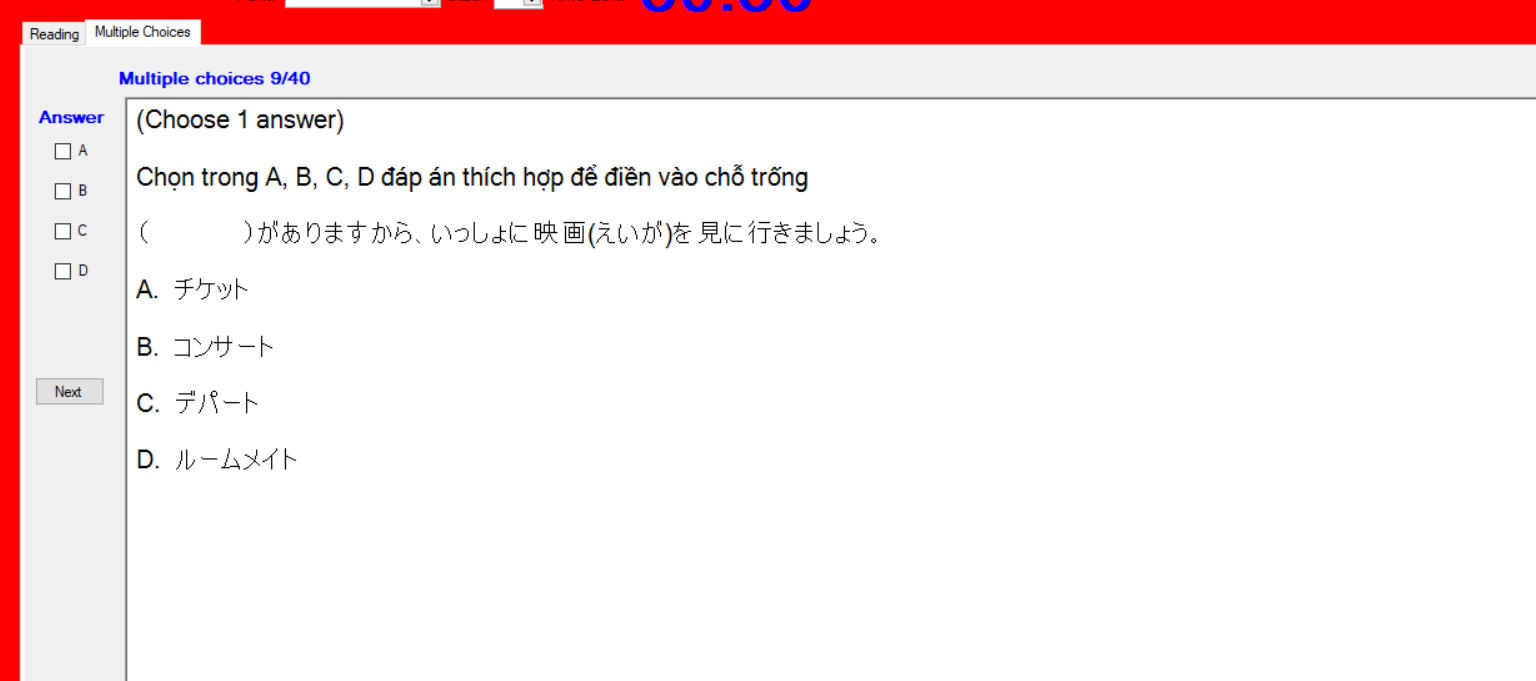 Reading Multiple Choices
Multiple choices 9/40
Answer
(Choose 1 answer)
A
Chọn trong A, B, C, D đáp án thích hợp để điền vào chỗ trống
B
C
(　　　　)がありますから、いっしょに映画(えいが)を見に行きましょう。
D
A. チケット
B. コンサート
Next
C. デパート
D. ルームメイト